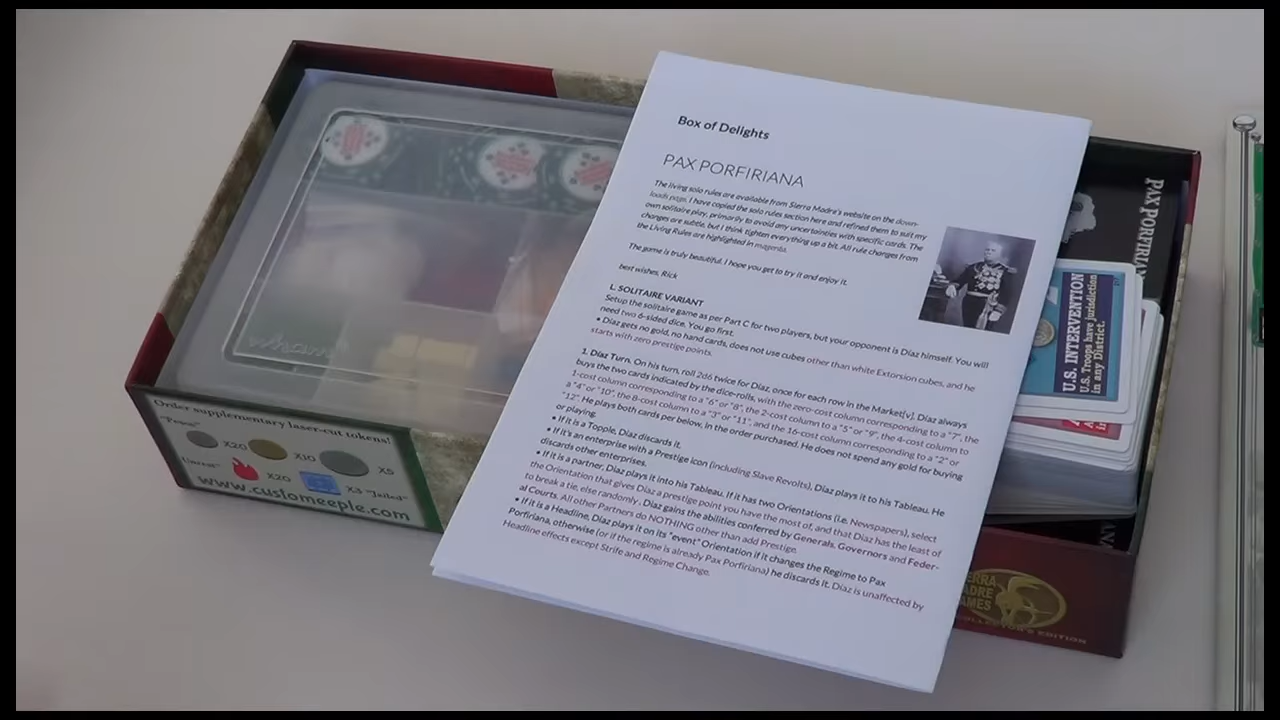 Box of Delights
PAX PORFIRIANA
The living solo rules are available from Sierra Madre's website on the down-
loads page. I have copied the solo rules section here and refined them to suit my
own solitaire play, primarily to avoid any uncertainties with specific cards. The
changes are subtle, but I think tighten everything up a bit. All rule changes from
the Living Rules are highlighted in magenta.
The game is truly beautiful. I hope you get to try it and enjoy it.
best wishes, Rick
L. SOLITAIRE VARIANT
Setup the solitaire game as per Part C for two players, but your opponent is Díaz himself. You will
need two 6-sided dice. You go first.
• Díaz gets no gold, no hand cards, does not use cubes other than white Extorsion cubes, and he
starts with zero prestige points.
1. Díaz Turn. On his turn, roll 2d6 twice for Díaz, once for each row in the Market[v]. Díaz always
buys the two cards indicated by the dice-rolls, with the zero-cost column corresponding to a "7", the
1-cost column corresponding to a "6" or "8", the 2-cost column to a "5" or "9", the 4-cost column to
a "4" or "10", the 8-cost column to a "3" or "11", and the 16-cost column corresponding to a "2" or
"12". He plays both cards per below, in the order purchased. He does not spend any gold for buying
or playing.
• If it is a Topple, Díaz discards it.
• If it's an enterprise with a Prestige icon (including Slave Revolts), Díaz plays it to his Tableau. He
discards other enterprises.
• If it is a partner, Díaz plays it into his Tableau. If it has two Orientations (i.e. Newspapers), select
the Orientation that gives Díaz a prestige point you have the most of, and that Díaz has the least of
to break a tie, else randomly. Díaz gains the abilities conferred by Generals, Governors and Feder-
al Courts. All other Partners do NOTHING other than add Prestige.
• If it is a Headline, Díaz plays it on its "event" Orientation if it changes the Regime to Pax
Porfiriana, otherwise (or if the regime is already Pax Porfiriana) he discards it. Díaz is unaffected by
Headline effects except Strife and Regime Change.
PAX PORFIRIANA
U.S. INTERVENTION
U.S. Troops have jurisdiction
in any District.
Order supplementary laser-cut tokens!
"Pesos"
X20
X10
X5
Unrest
X20
X3 "Jailed"
www.customeeple.com
SIERRA
MADRE
GAMES
COLLECTOR'S EDITION